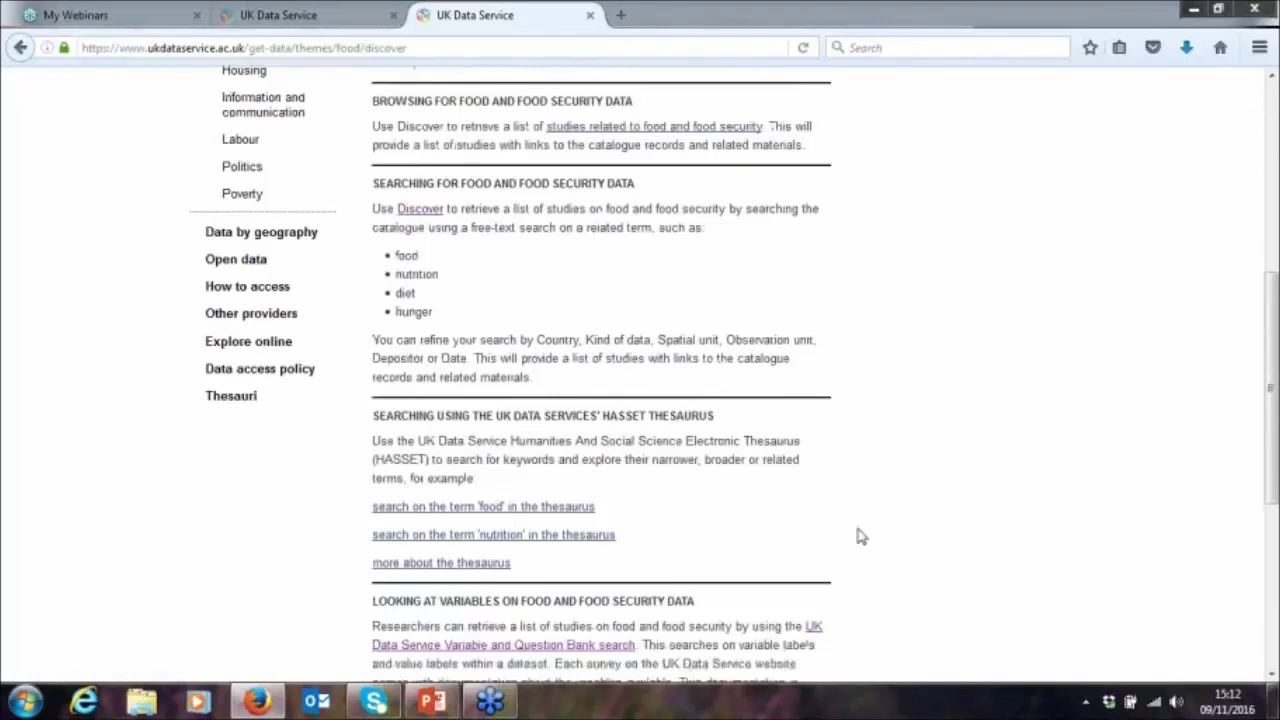 My Webinars
UK Data Service
UK Data Service
https://www.ukdataservice.ac.uk/get-data/themes/food/discover
Search
Housing
Information and
communication
Labour
Politics
Poverty
Data by geography
Open data
How to access
Other providers
Explore online
Data access policy
Thesauri
BROWSING FOR FOOD AND FOOD SECURITY DATA
Use Discover to retrieve a list of studies related to food and food security. This will
provide a list of studies with links to the catalogue records and related materials.
SEARCHING FOR FOOD AND FOOD SECURITY DATA
Use Discover to retrieve a list of studies on food and food security by searching the
catalogue using a free-text search on a related term, such as:
• food
• nutrition
• diet
• hunger
You can refine your search by Country, Kind of data, Spatial unit, Observation unit,
Depositor or Date. This will provide a list of studies with links to the catalogue
records and related materials.
SEARCHING USING THE UK DATA SERVICES' HASSET THESAURUS
Use the UK Data Service Humanities And Social Science Electronic Thesaurus
(HASSET) to search for keywords and explore their narrower, broader or related
terms, for example
search on the term 'food' in the thesaurus
search on the term 'nutrition' in the thesaurus
more about the thesaurus
LOOKING AT VARIABLES ON FOOD AND FOOD SECURITY DATA
Researchers can retrieve a list of studies on food and food security by using the UK
Data Service Variable and Question Bank search. This searches on variable labels
and value labels within a dataset. Each survey on the UK Data Service website
15:12
09/11/2016